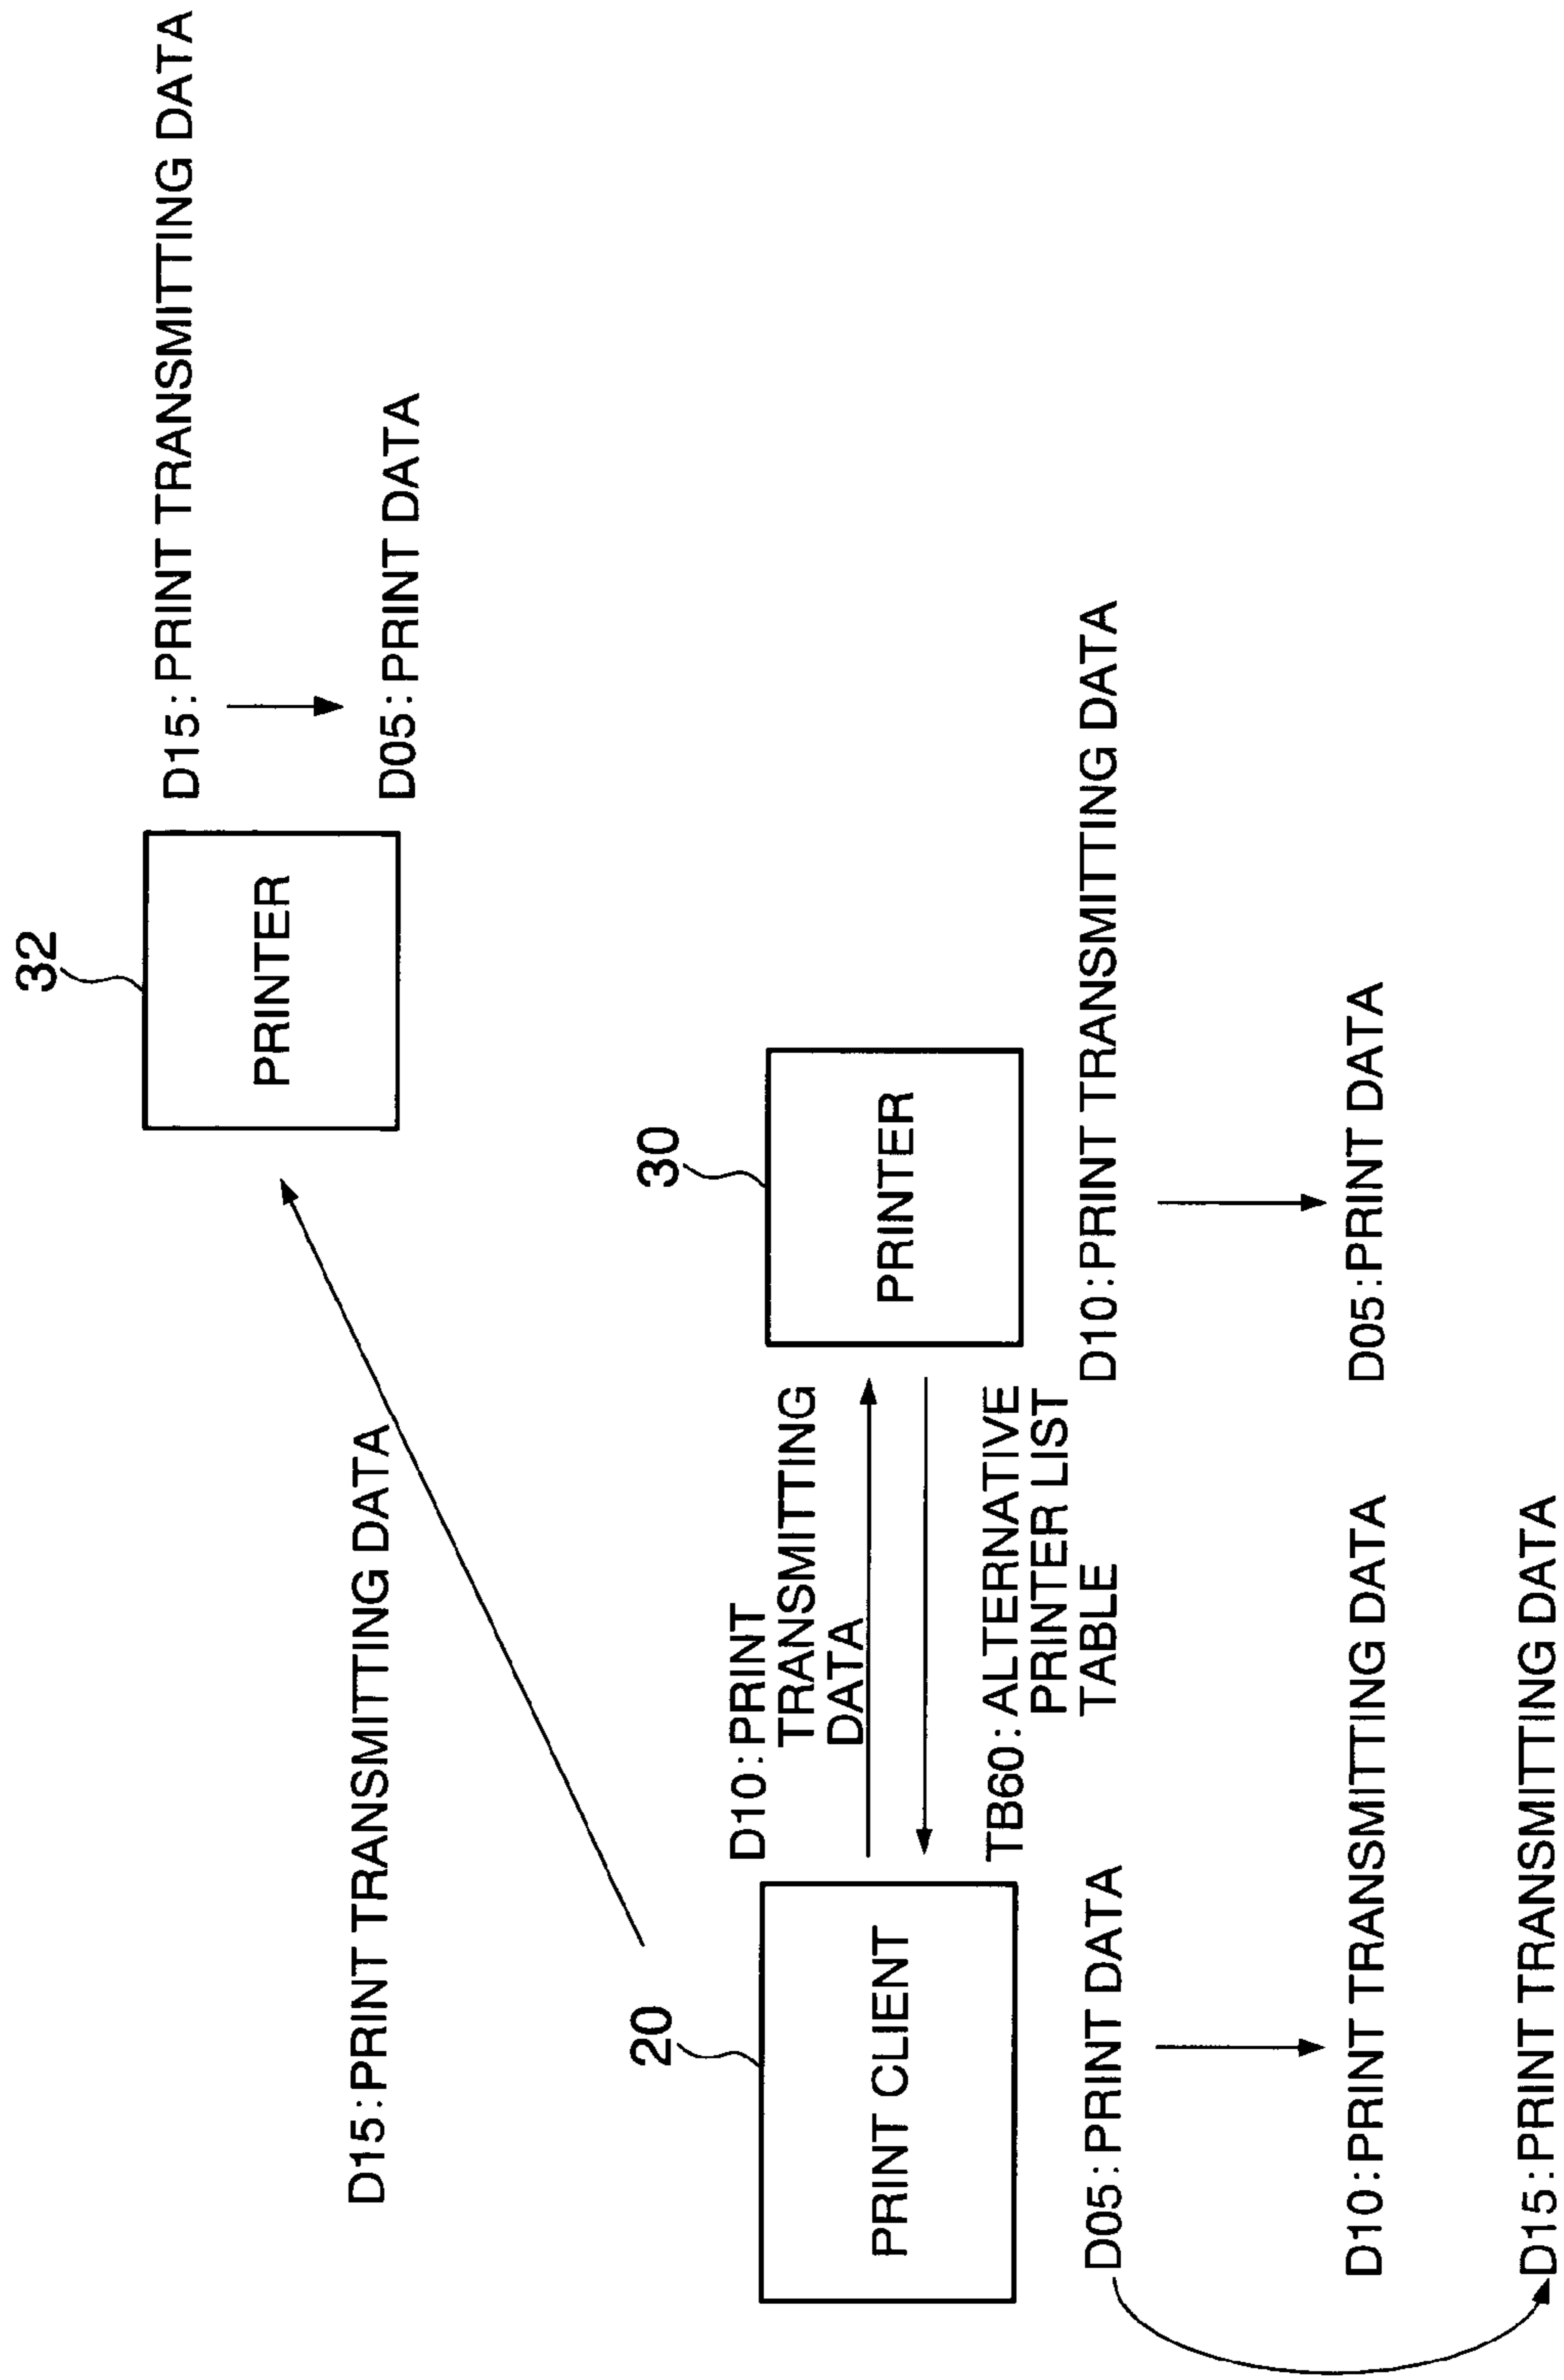 32
PRINTER
D15:PRINT TRANSMITTING DATA
D05:PRINT DATA
D15:PRINT TRANSMITTING DATA
20
PRINT CLIENT
D10:PRINT
TRANSMITTING
DATA
TB60:ALTERNATIVE
PRINTER LIST
TABLE
30
PRINTER
D05:PRINT DATA
D10:PRINT TRANSMITTING DATA
D15:PRINT TRANSMITTING DATA
D10:PRINT TRANSMITTING DATA
D05:PRINT DATA